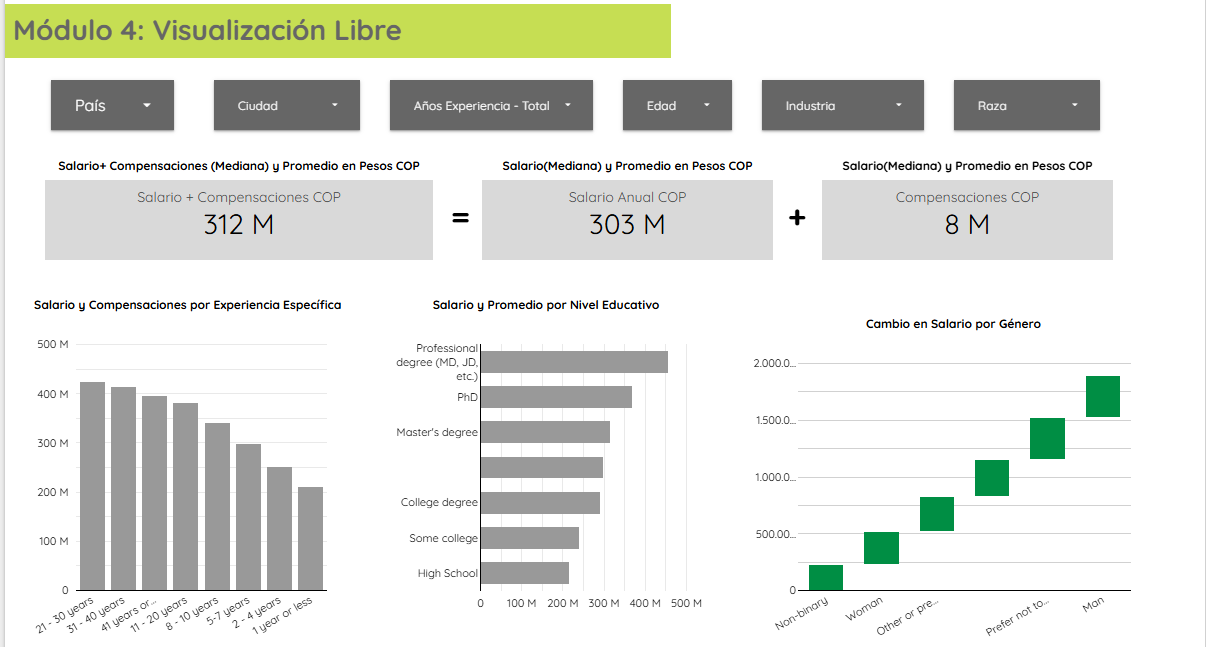 Módulo 4: Visualización Libre
País
Ciudad
Años Experiencia - Total
Edad
Industria
Raza
Salario+ Compensaciones (Mediana) y Promedio en Pesos COP
Salario + Compensaciones COP
312 M
=
Salario(Mediana) y Promedio en Pesos COP
Salario Anual COP
303 M
+
Salario(Mediana) y Promedio en Pesos COP
Compensaciones COP
8 M
Salario y Compensaciones por Experiencia Específica
500 M
400 M
300 M
200 M
100 M
0
21 - 30 years
31 - 40 years
41 years or...
11 - 20 years
8 - 10 years
5-7 years
2 - 4 years
1 year or less
Salario y Promedio por Nivel Educativo
Professional
degree (MD, JD,
etc.)
PhD
Master's degree
College degree
Some college
High School
0
100 M
200 M
300 M
400 M
500 M
Cambio en Salario por Género
2.000.0...
1.500.0...
1.000.0...
500.00...
0
Non-binary
Woman
Other or pre...
Prefer not to...
Man